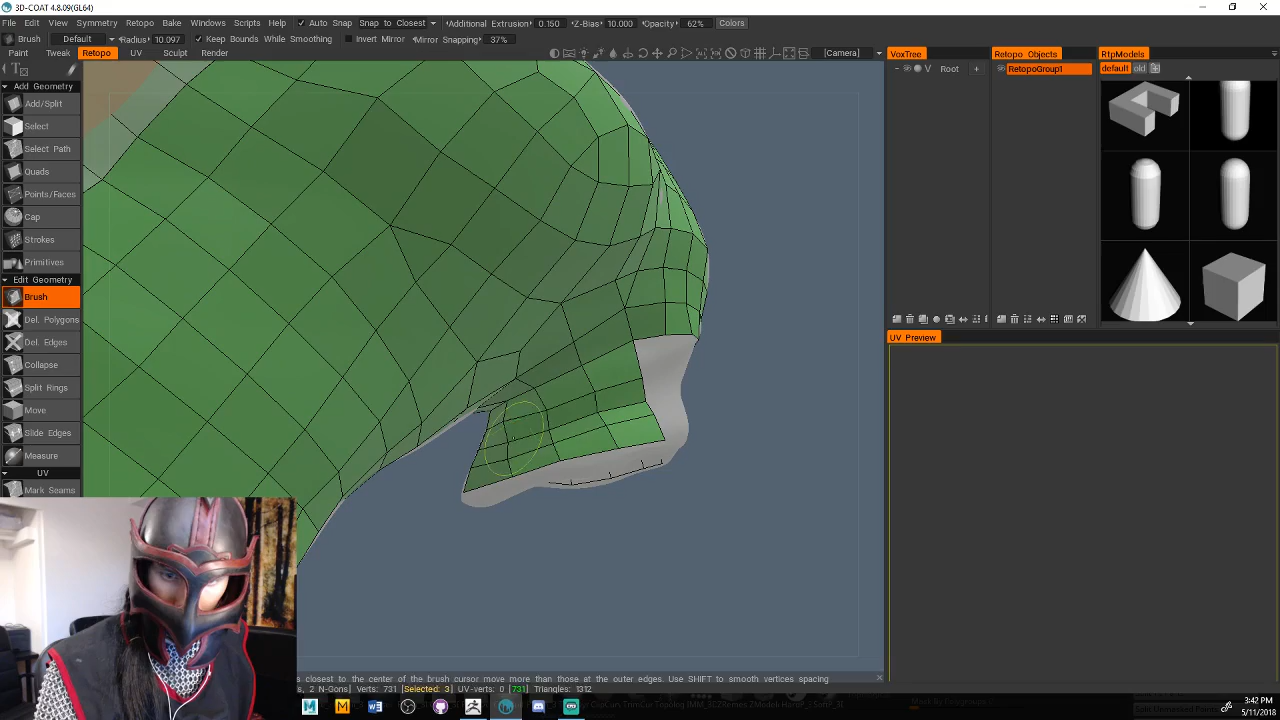 3D-COAT 4.8.09(GL64)
File Edit View Symmetry Retopo Bake Windows Scripts Help Auto Snap Snap to Closest Additional Extrusion: 0.150 Z-Bias: 10.000 Opacity: 62% Colors
Brush Default Radius: 10.097 Keep Bounds While Smoothing Invert Mirror Mirror Snapping: 37%
Paint Tweak Retopo UV Sculpt Render [Camera]
VoxTree Retopo Objects RtpModels
Root + RetopoGroup1 default1 old
Add Geometry
Add/Split
Select
Select Path
Quads
Points/Faces
Cap
Strokes
Primitives
Edit Geometry
Brush
Del. Polygons
Del. Edges
Collapse
Split Rings
Move
Slide Edges
Measure
UV
Mark Seams
UV Preview
s closest to the center of the brush cursor move more than those at the outer edges. Use SHIFT to smooth vertices spacing
s, 2 N-Gons] Verts: 731 [Selected: 3] UV-verts: 0 [731] Triangles: 1312
3:42 PM
5/11/2018